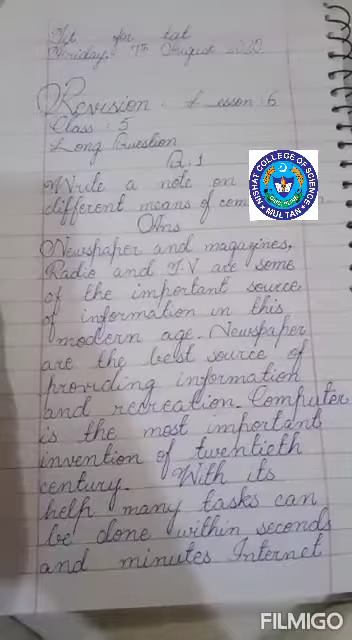 Tit for tat
Friday, 7th August 2020
Revision. Lesson 6
Class: 5
Long Question
Q.1
Write a note on
different means of com
Ans
Newspaper and magazines,
Radio and T.V are some
of the important source
of information in this
modern age. Newspaper
are the best source of
providing information
and recreation. Computer
is the most important
invention of twentieth
century. With its
help many tasks can
be done within seconds
and minutes Internet
NISHAT COLLEGE OF SCIENCE
MULTAN
FILMIGO